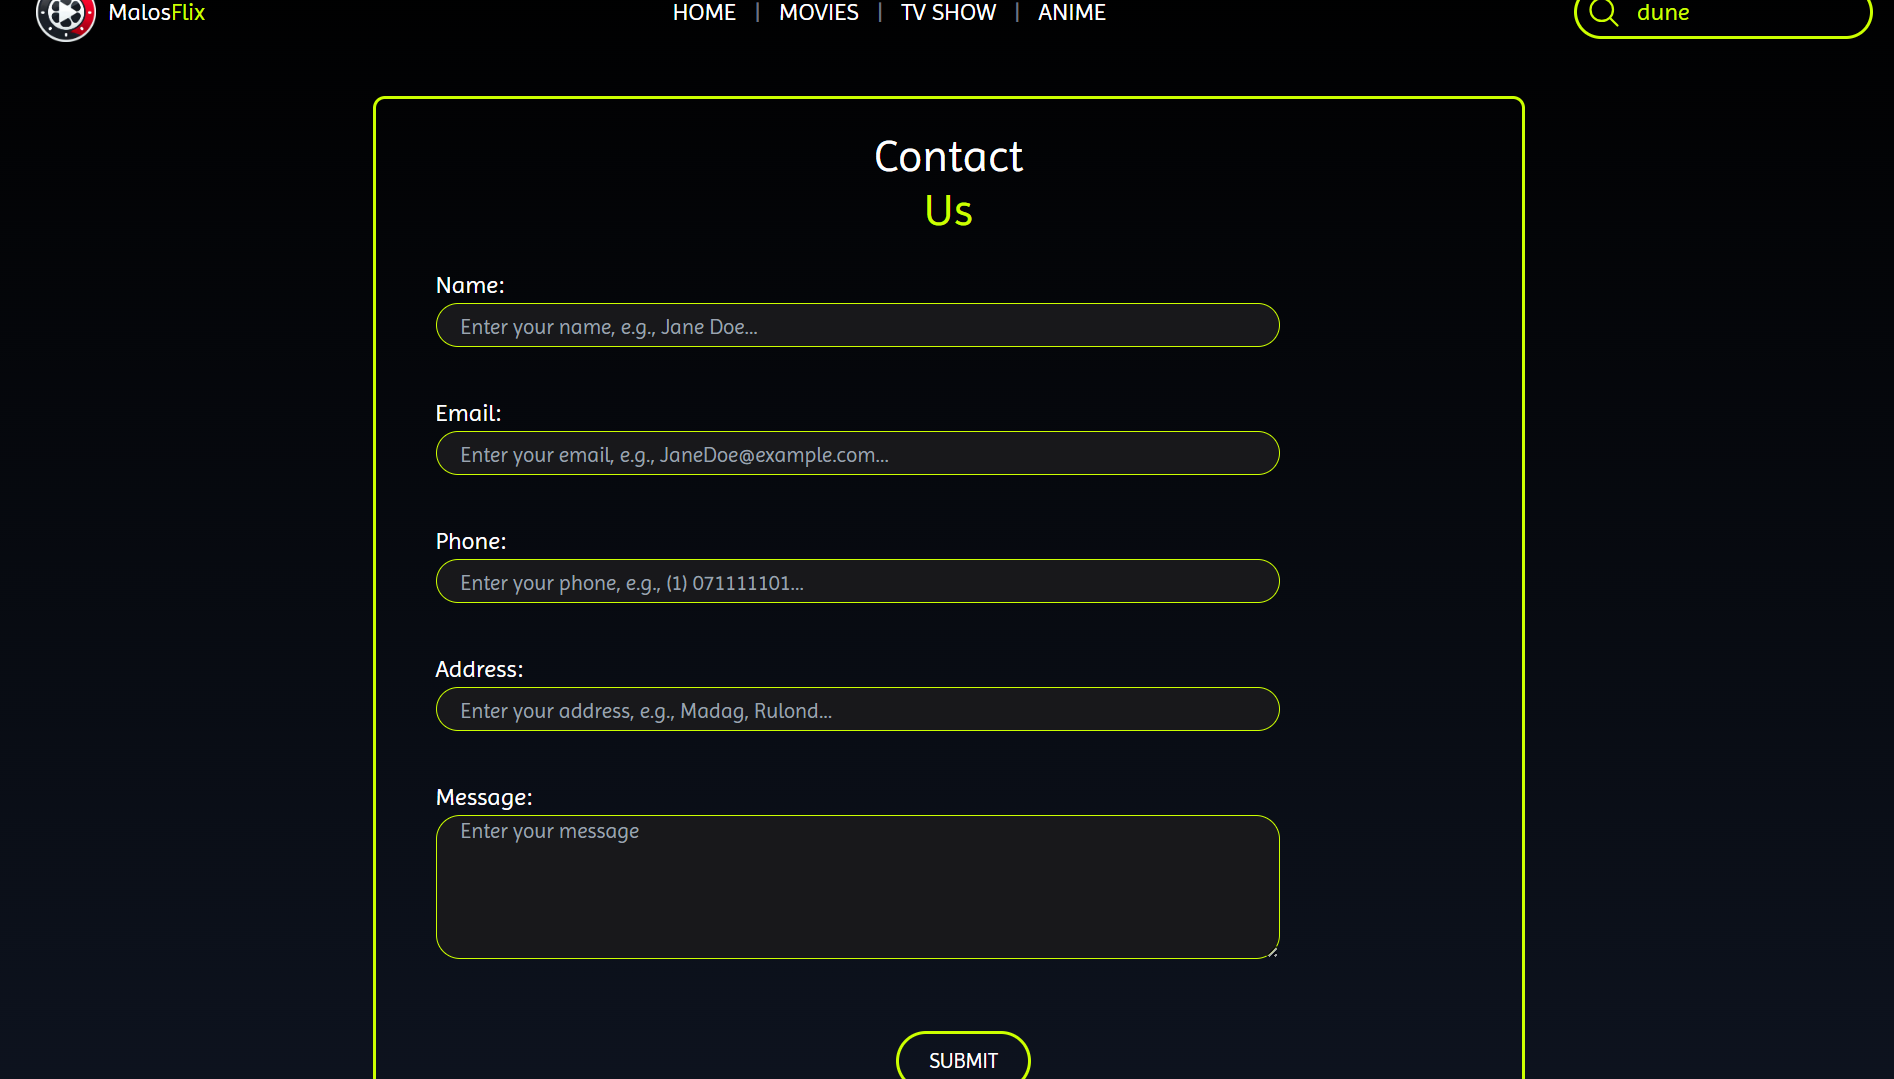 MalosFlix
HOME | MOVIES | TV SHOW | ANIME
dune
Contact
Us
Name:
Enter your name, e.g., Jane Doe...
Email:
Enter your email, e.g., JaneDoe@example.com...
Phone:
Enter your phone, e.g., (1) 071111101...
Address:
Enter your address, e.g., Madag, Rulond...
Message:
Enter your message
SUBMIT